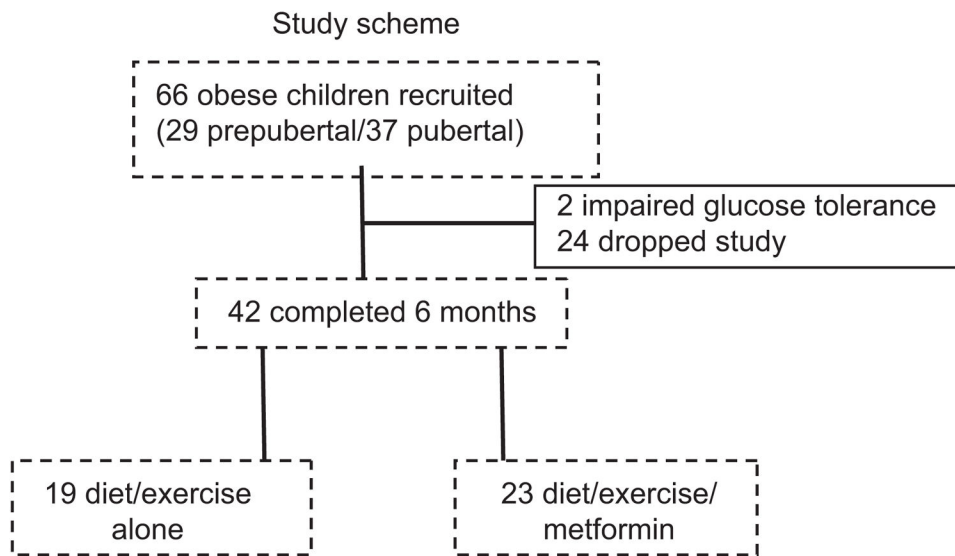 Study scheme
66 obese children recruited
(29 prepubertal/37 pubertal)
2 impaired glucose tolerance
24 dropped study
42 completed 6 months
19 diet/exercise
alone
23 diet/exercise/
metformin